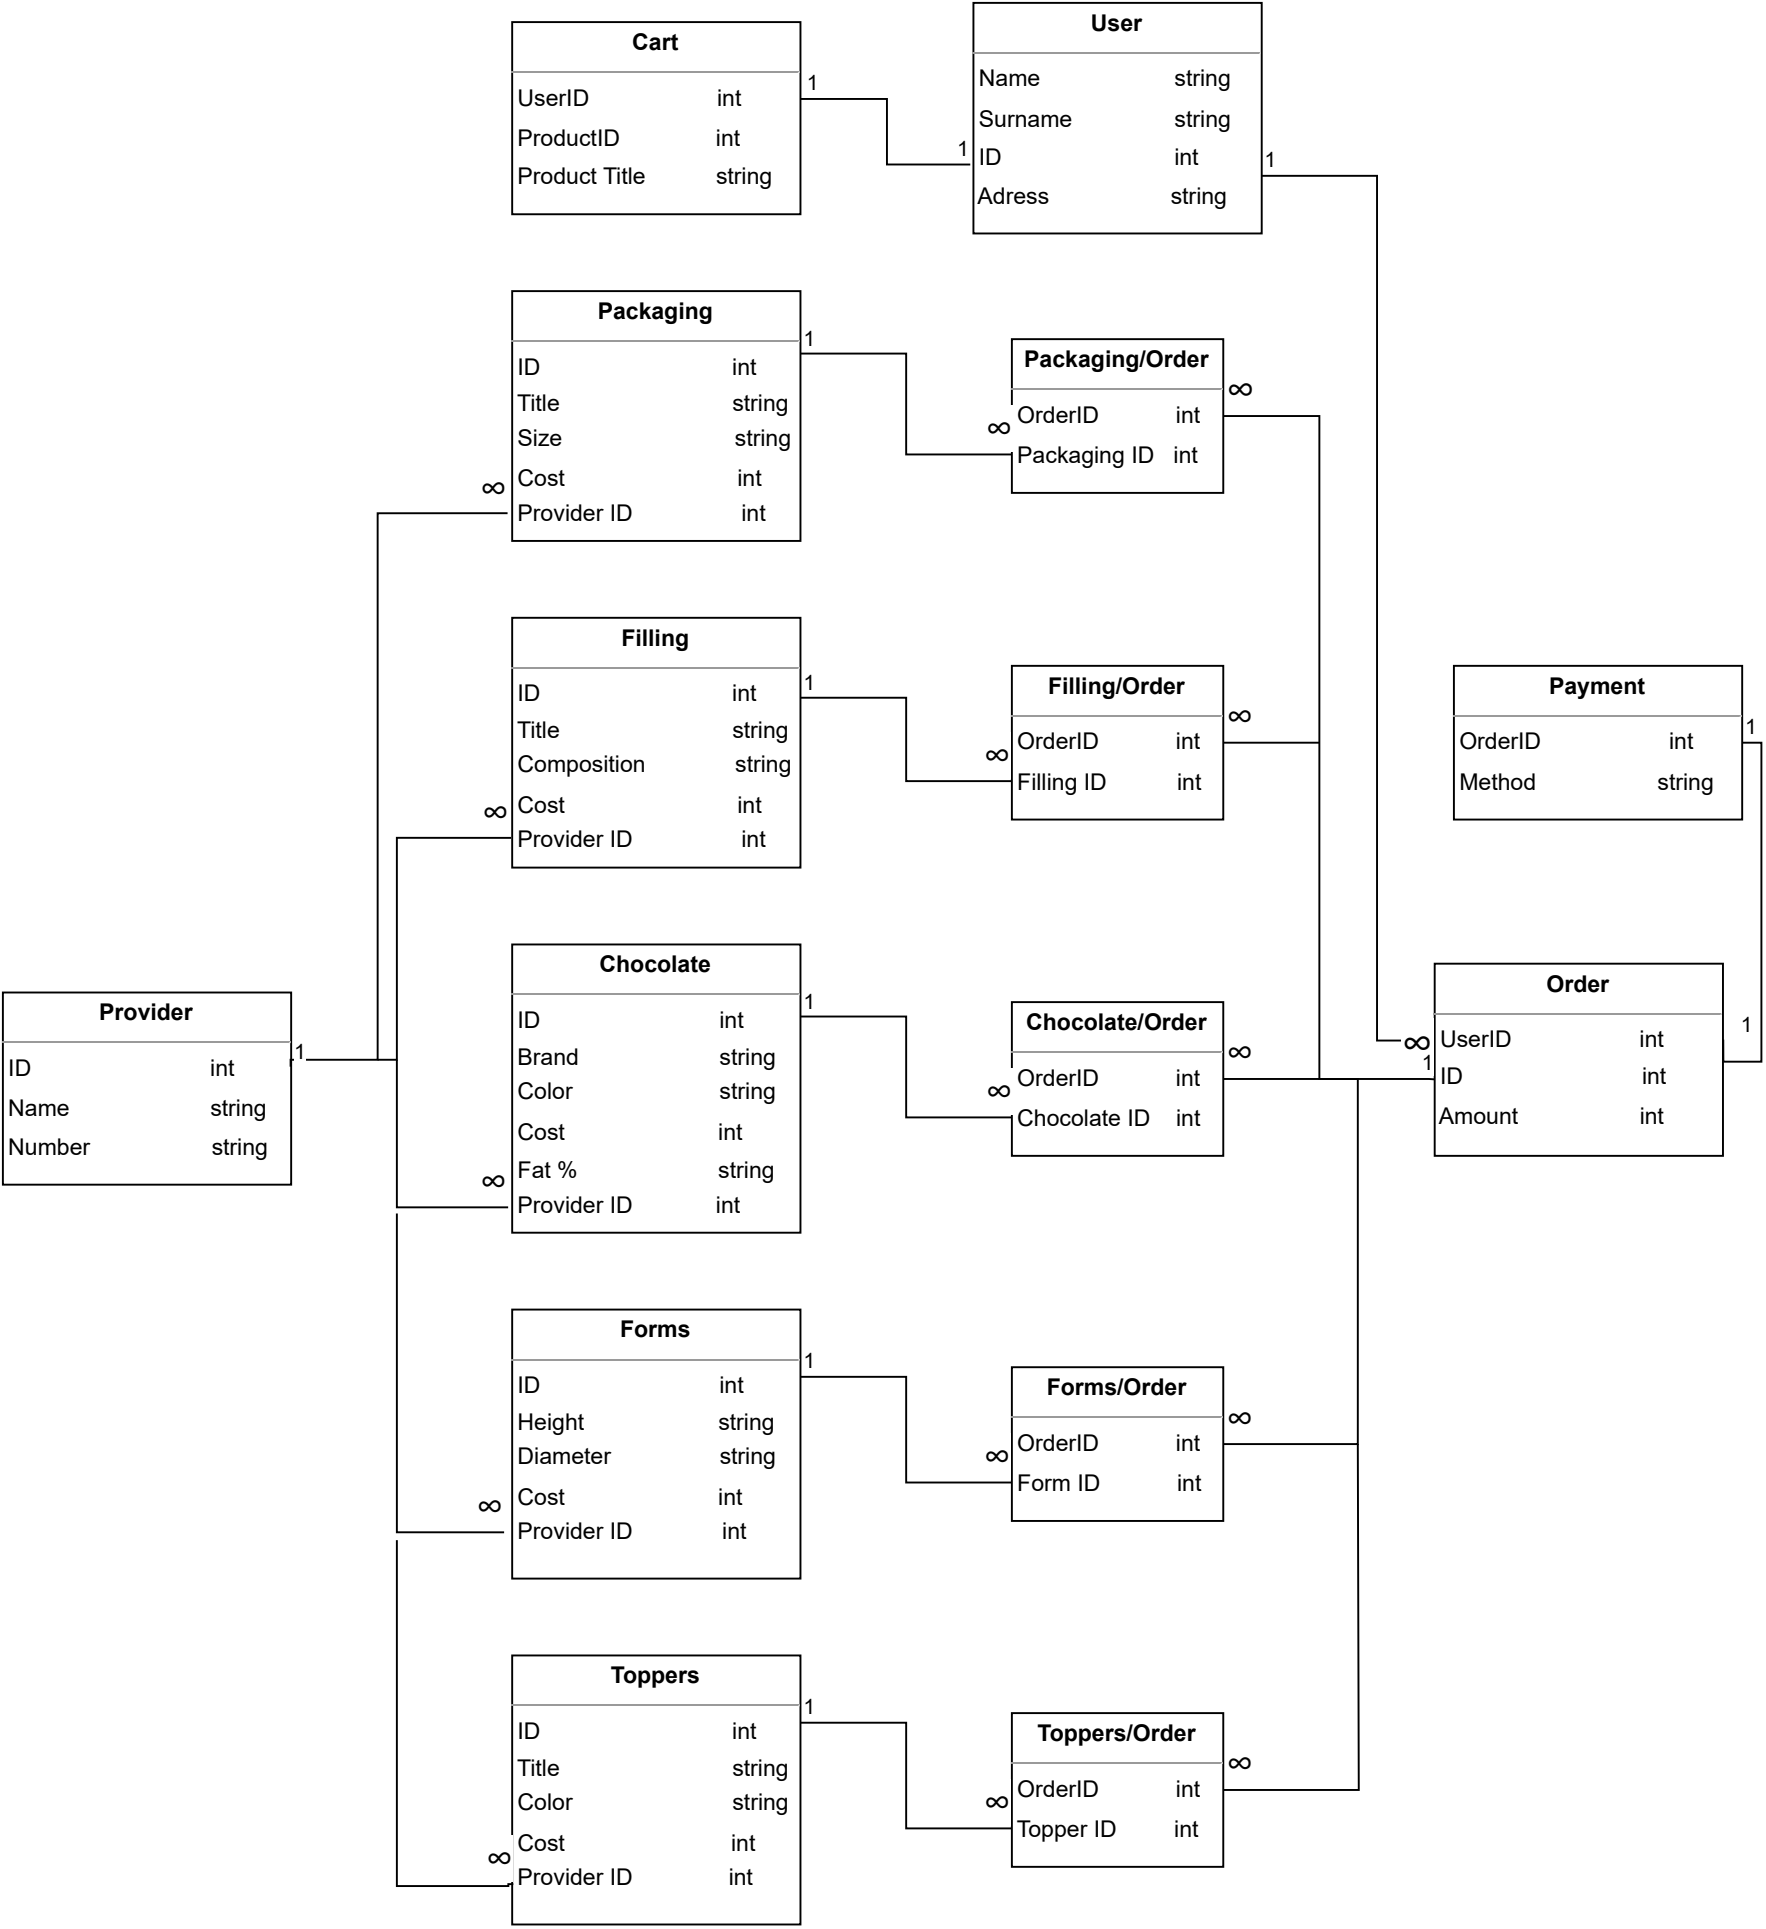 Cart
UserID int
ProductID int
Product Title string
1
1
User
Name string
Surname string
ID int
Adress string
1
Packaging
ID int
Title string
Size string
Cost int
Provider ID int
1
∞
∞
Packaging/Order
OrderID int
Packaging ID int
∞
Filling
ID int
Title string
Composition string
Cost int
Provider ID int
1
∞
∞
Filling/Order
OrderID int
Filling ID int
∞
Payment
OrderID int
Method string
1
Provider
ID int
Name string
Number string
1
Chocolate
ID int
Brand string
Color string
Cost int
Fat % string
Provider ID int
1
∞
∞
Chocolate/Order
OrderID int
Chocolate ID int
∞
Order
UserID int
ID int
Amount int
∞
1
1
Forms
ID int
Height string
Diameter string
Cost int
Provider ID int
1
∞
∞
Forms/Order
OrderID int
Form ID int
∞
Toppers
ID int
Title string
Color string
Cost int
Provider ID int
1
∞
∞
Toppers/Order
OrderID int
Topper ID int
∞